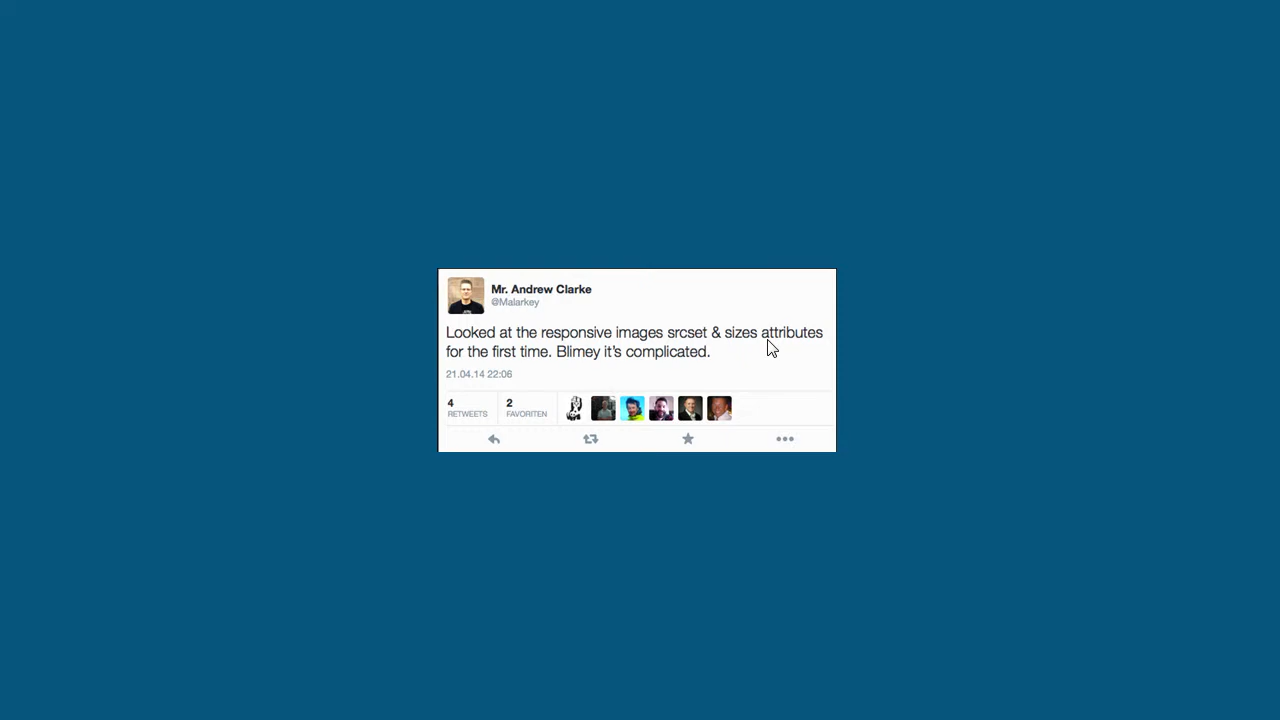 Mr. Andrew Clarke
@Malarkey
Looked at the responsive images srcset & sizes attributes
for the first time. Blimey it's complicated.
21.04.14 22:06
4 2
RETWEETS FAVORITEN